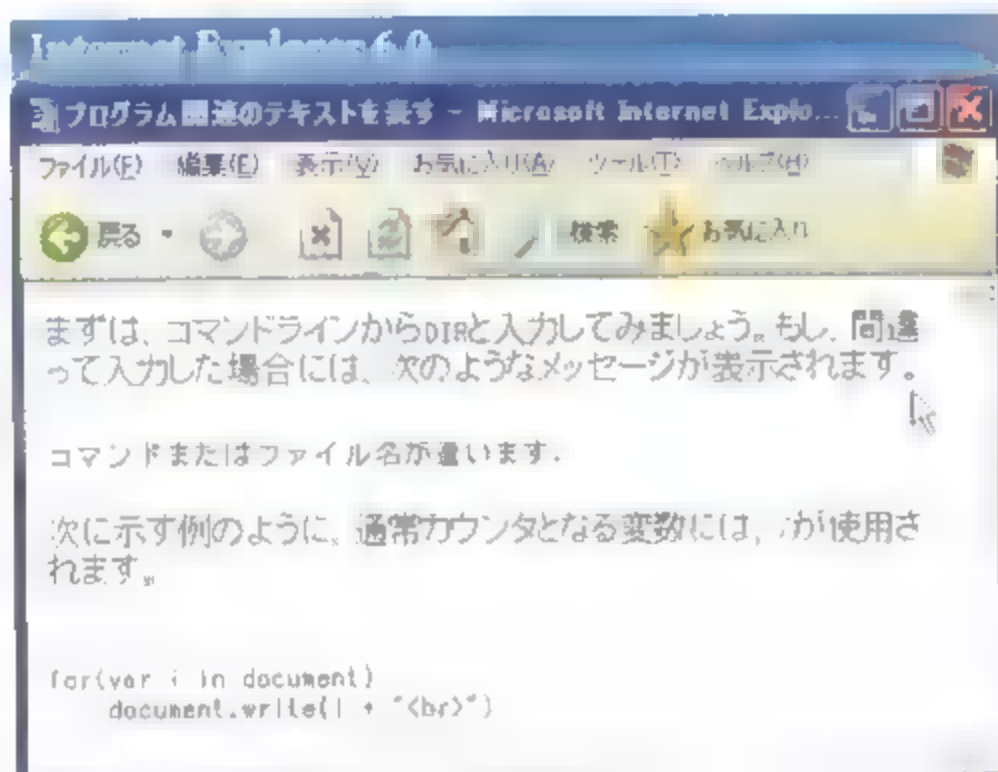 Internet Explorer 6.0
プログラム関連のテキストを表す - Microsoft Internet Explo...
ファイル(F) 編集(E) 表示(V) お気に入り(A) ツール(T) ヘルプ(H)
戻る 検索 お気に入り
まずは、コマンドラインからDIRと入力してみましょう。もし、間違
って入力した場合には、次のようなメッセージが表示されます。
コマンドまたはファイル名が違います.
次に示す例のように、通常カウンタとなる変数には、iが使用さ
れます。
for(var i in document)
document.write(i + "<br>")